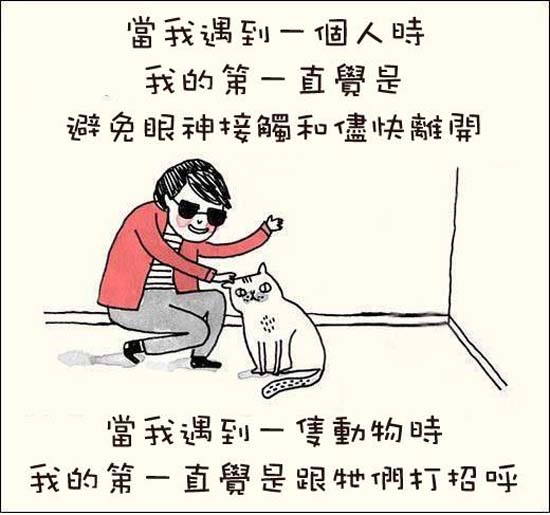 當我遇到一個人時
我的第一直覺是
避免眼神接觸和儘快離開
當我遇到一隻動物時
我的第一直覺是跟牠們打招呼